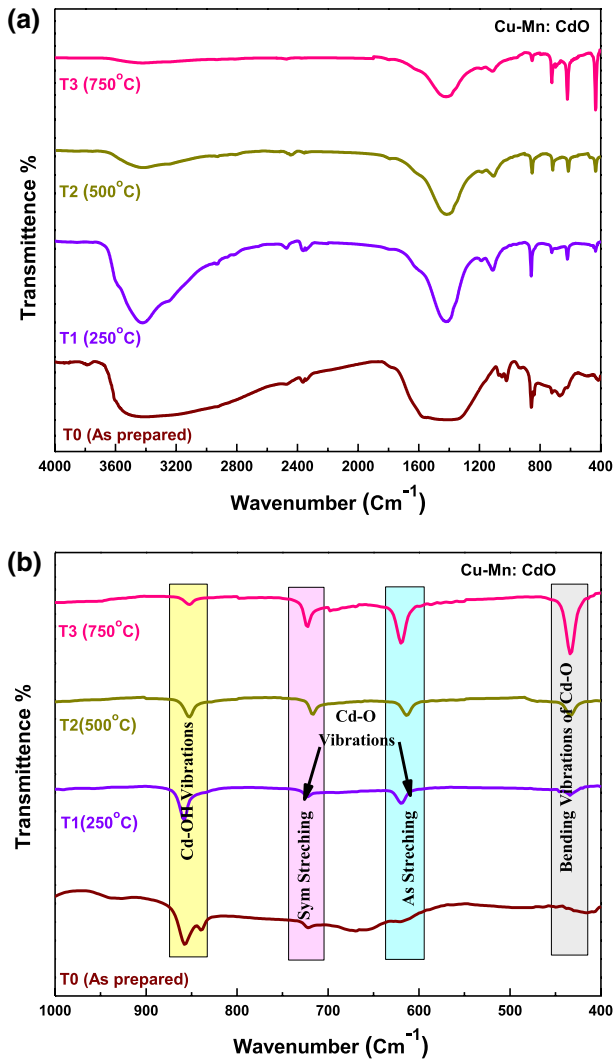 (a)
Cu-Mn: CdO
T3 (750°C)
T2 (500°C)
T1 (250°C)
T0 (As prepared)
Transmittence %
4000 3600 3200 2800 2400 2000 1600 1200 800 400
Wavenumber (Cm⁻¹)
(b)
Cu-Mn: CdO
T3 (750°C)
T2(500°C)
T1(250°C)
T0 (As prepared)
Cd-OH Vibrations
Sym Streching
Cd-O
Vibrations
As Streching
Bending Vibrations of Cd-O
Transmittence %
1000 900 800 700 600 500 400
Wavenumber (Cm⁻¹)